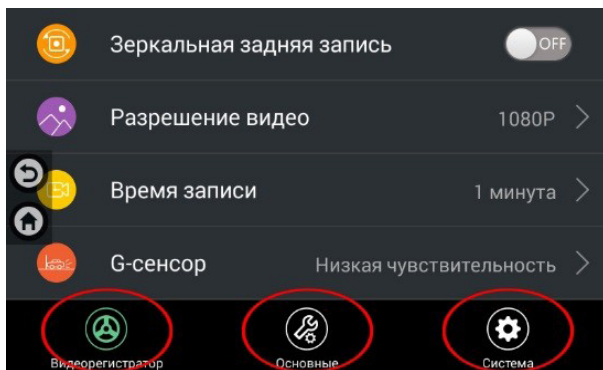 Зеркальная задняя запись OFF
Разрешение видео 1080P
Время записи 1 минута
G-сенсор Низкая чувствительность
Видеорегистратор Основные Система